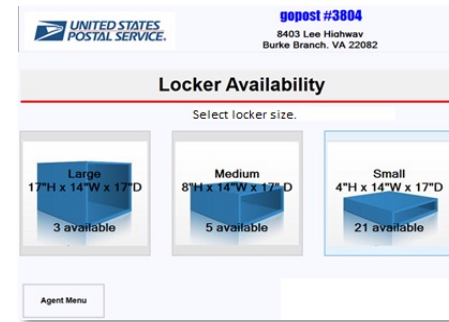 UNITED STATES
POSTAL SERVICE.
gopost #3804
8403 Lee Highway
Burke Branch. VA 22082
Locker Availability
Select locker size.
Large
17"H x 14"W x 17"D
3 available
Medium
8"H x 14"W x 17" D
5 available
Small
4"H x 14"W x 17"D
21 available
Agent Menu